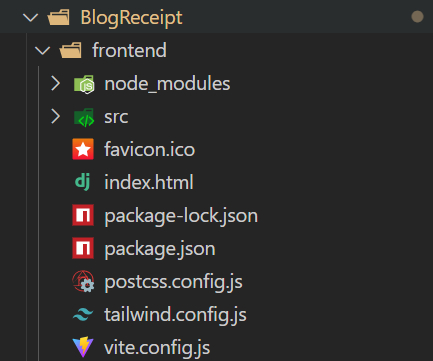 BlogReceipt
frontend
node_modules
src
favicon.ico
dj index.html
package-lock.json
package.json
postcss.config.js
tailwind.config.js
vite.config.js